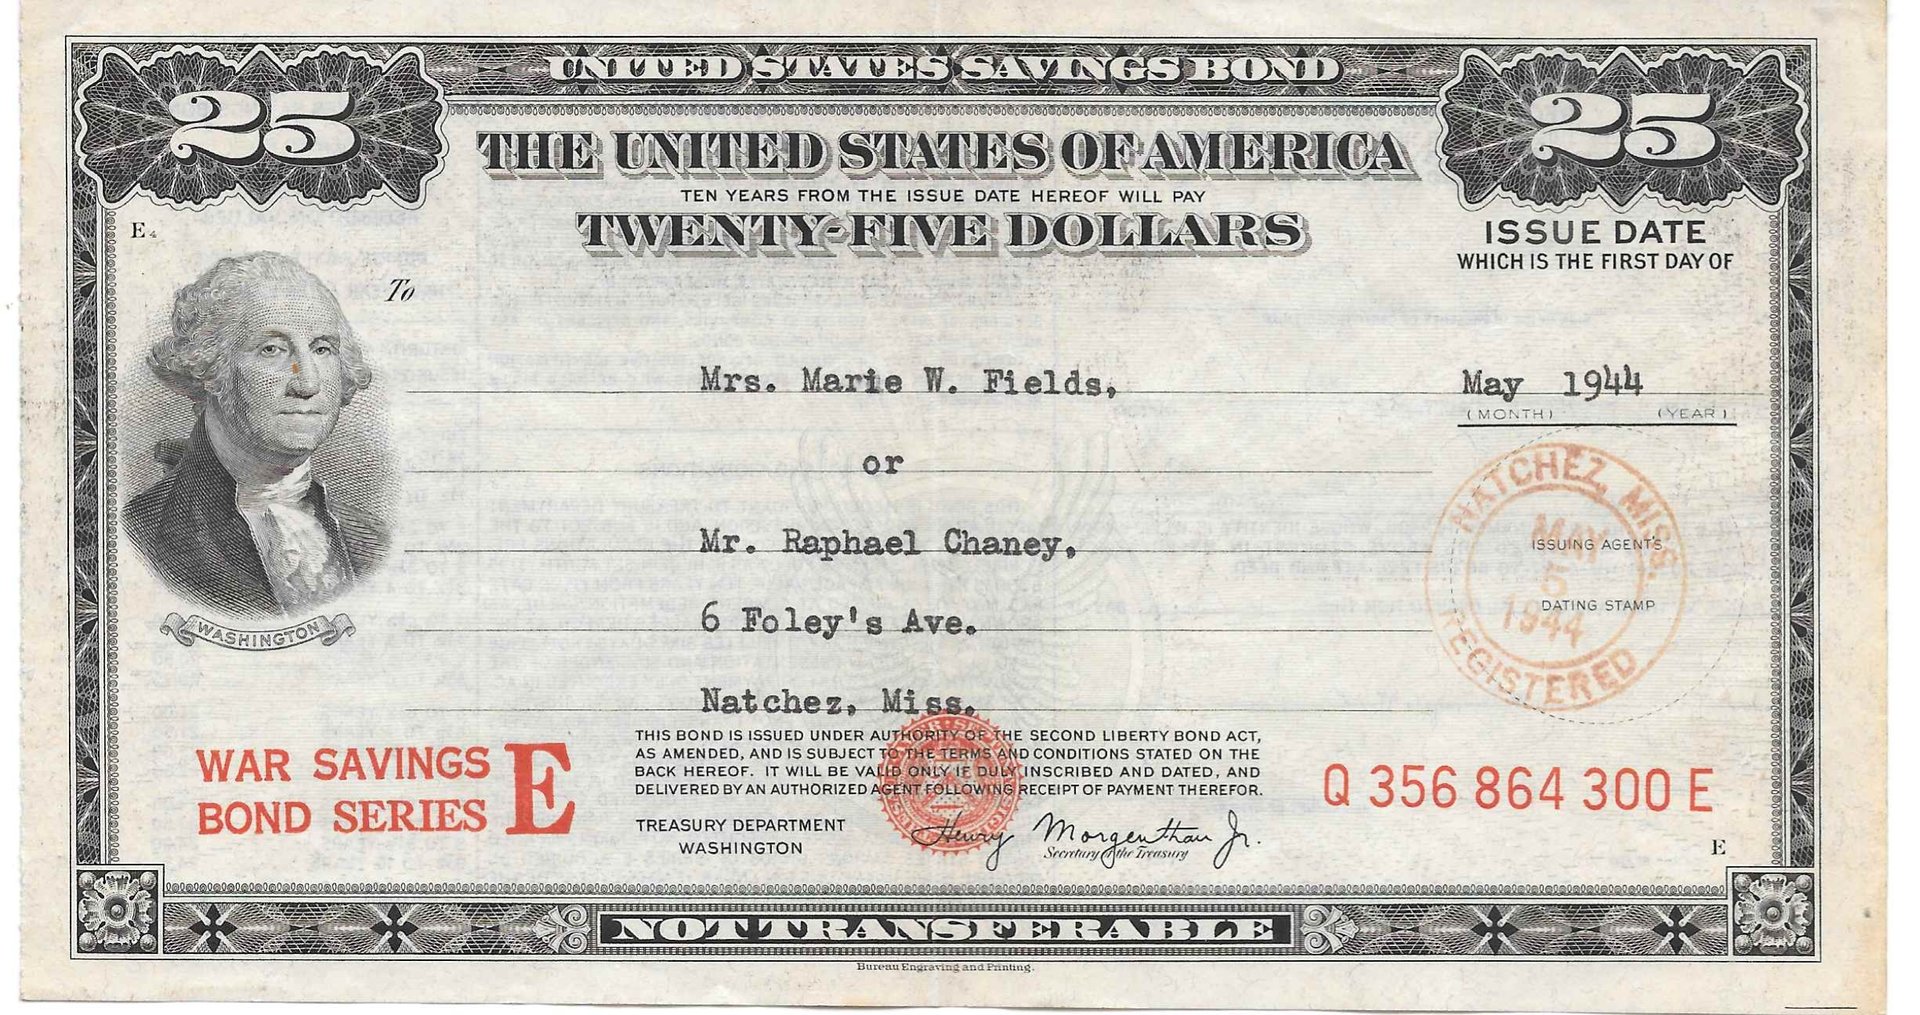 UNITED STATES SAVINGS BOND
25
25
THE UNITED STATES OF AMERICA
TEN YEARS FROM THE ISSUE DATE HEREOF WILL PAY
TWENTY-FIVE DOLLARS
ISSUE DATE
WHICH IS THE FIRST DAY OF
E4
To
Mrs. Marie W. Fields,
May 1944
(MONTH) (YEAR)
or
Mr. Raphael Chaney,
6 Foley's Ave.
Natchez, Miss.
NATCHEZ, MISS.
MAY
ISSUING AGENT'S
5
DATING STAMP
1944
REGISTERED
WASHINGTON
WAR SAVINGS
BOND SERIES E
THIS BOND IS ISSUED UNDER AUTHORITY OF THE SECOND LIBERTY BOND ACT,
AS AMENDED, AND IS SUBJECT TO THE TERMS AND CONDITIONS STATED ON THE
BACK HEREOF. IT WILL BE VALID ONLY IF DULY INSCRIBED AND DATED, AND
DELIVERED BY AN AUTHORIZED AGENT FOLLOWING RECEIPT OF PAYMENT THEREFOR.
TREASURY DEPARTMENT
WASHINGTON
Henry Morgenthau Jr.
Secretary of the Treasury
Q 356 864 300 E
E
NOT TRANSFERABLE
Bureau Engraving and Printing.